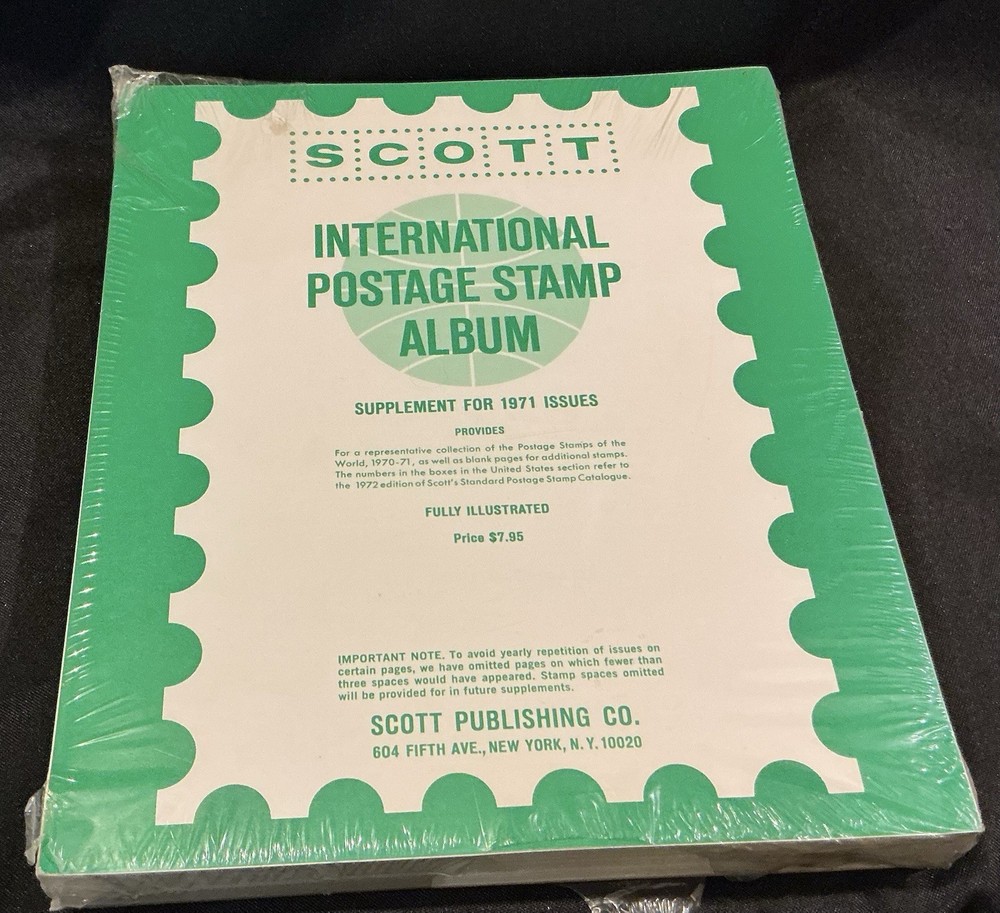 SCOTT
INTERNATIONAL
POSTAGE STAMP
ALBUM
SUPPLEMENT FOR 1971 ISSUES
PROVIDES
For a representative collection of the Postage Stamps of the
World, 1970-71, as well as blank pages for additional stamps.
The numbers in the boxes in the United States section refer to
the 1972 edition of Scott's Standard Postage Stamp Catalogue.
FULLY ILLUSTRATED
Price $7.95
IMPORTANT NOTE. To avoid yearly repetition of issues on
certain pages, we have omitted pages on which fewer than
three spaces would have appeared. Stamp spaces omitted
will be provided for in future supplements.
SCOTT PUBLISHING CO.
604 FIFTH AVE., NEW YORK, N.Y. 10020